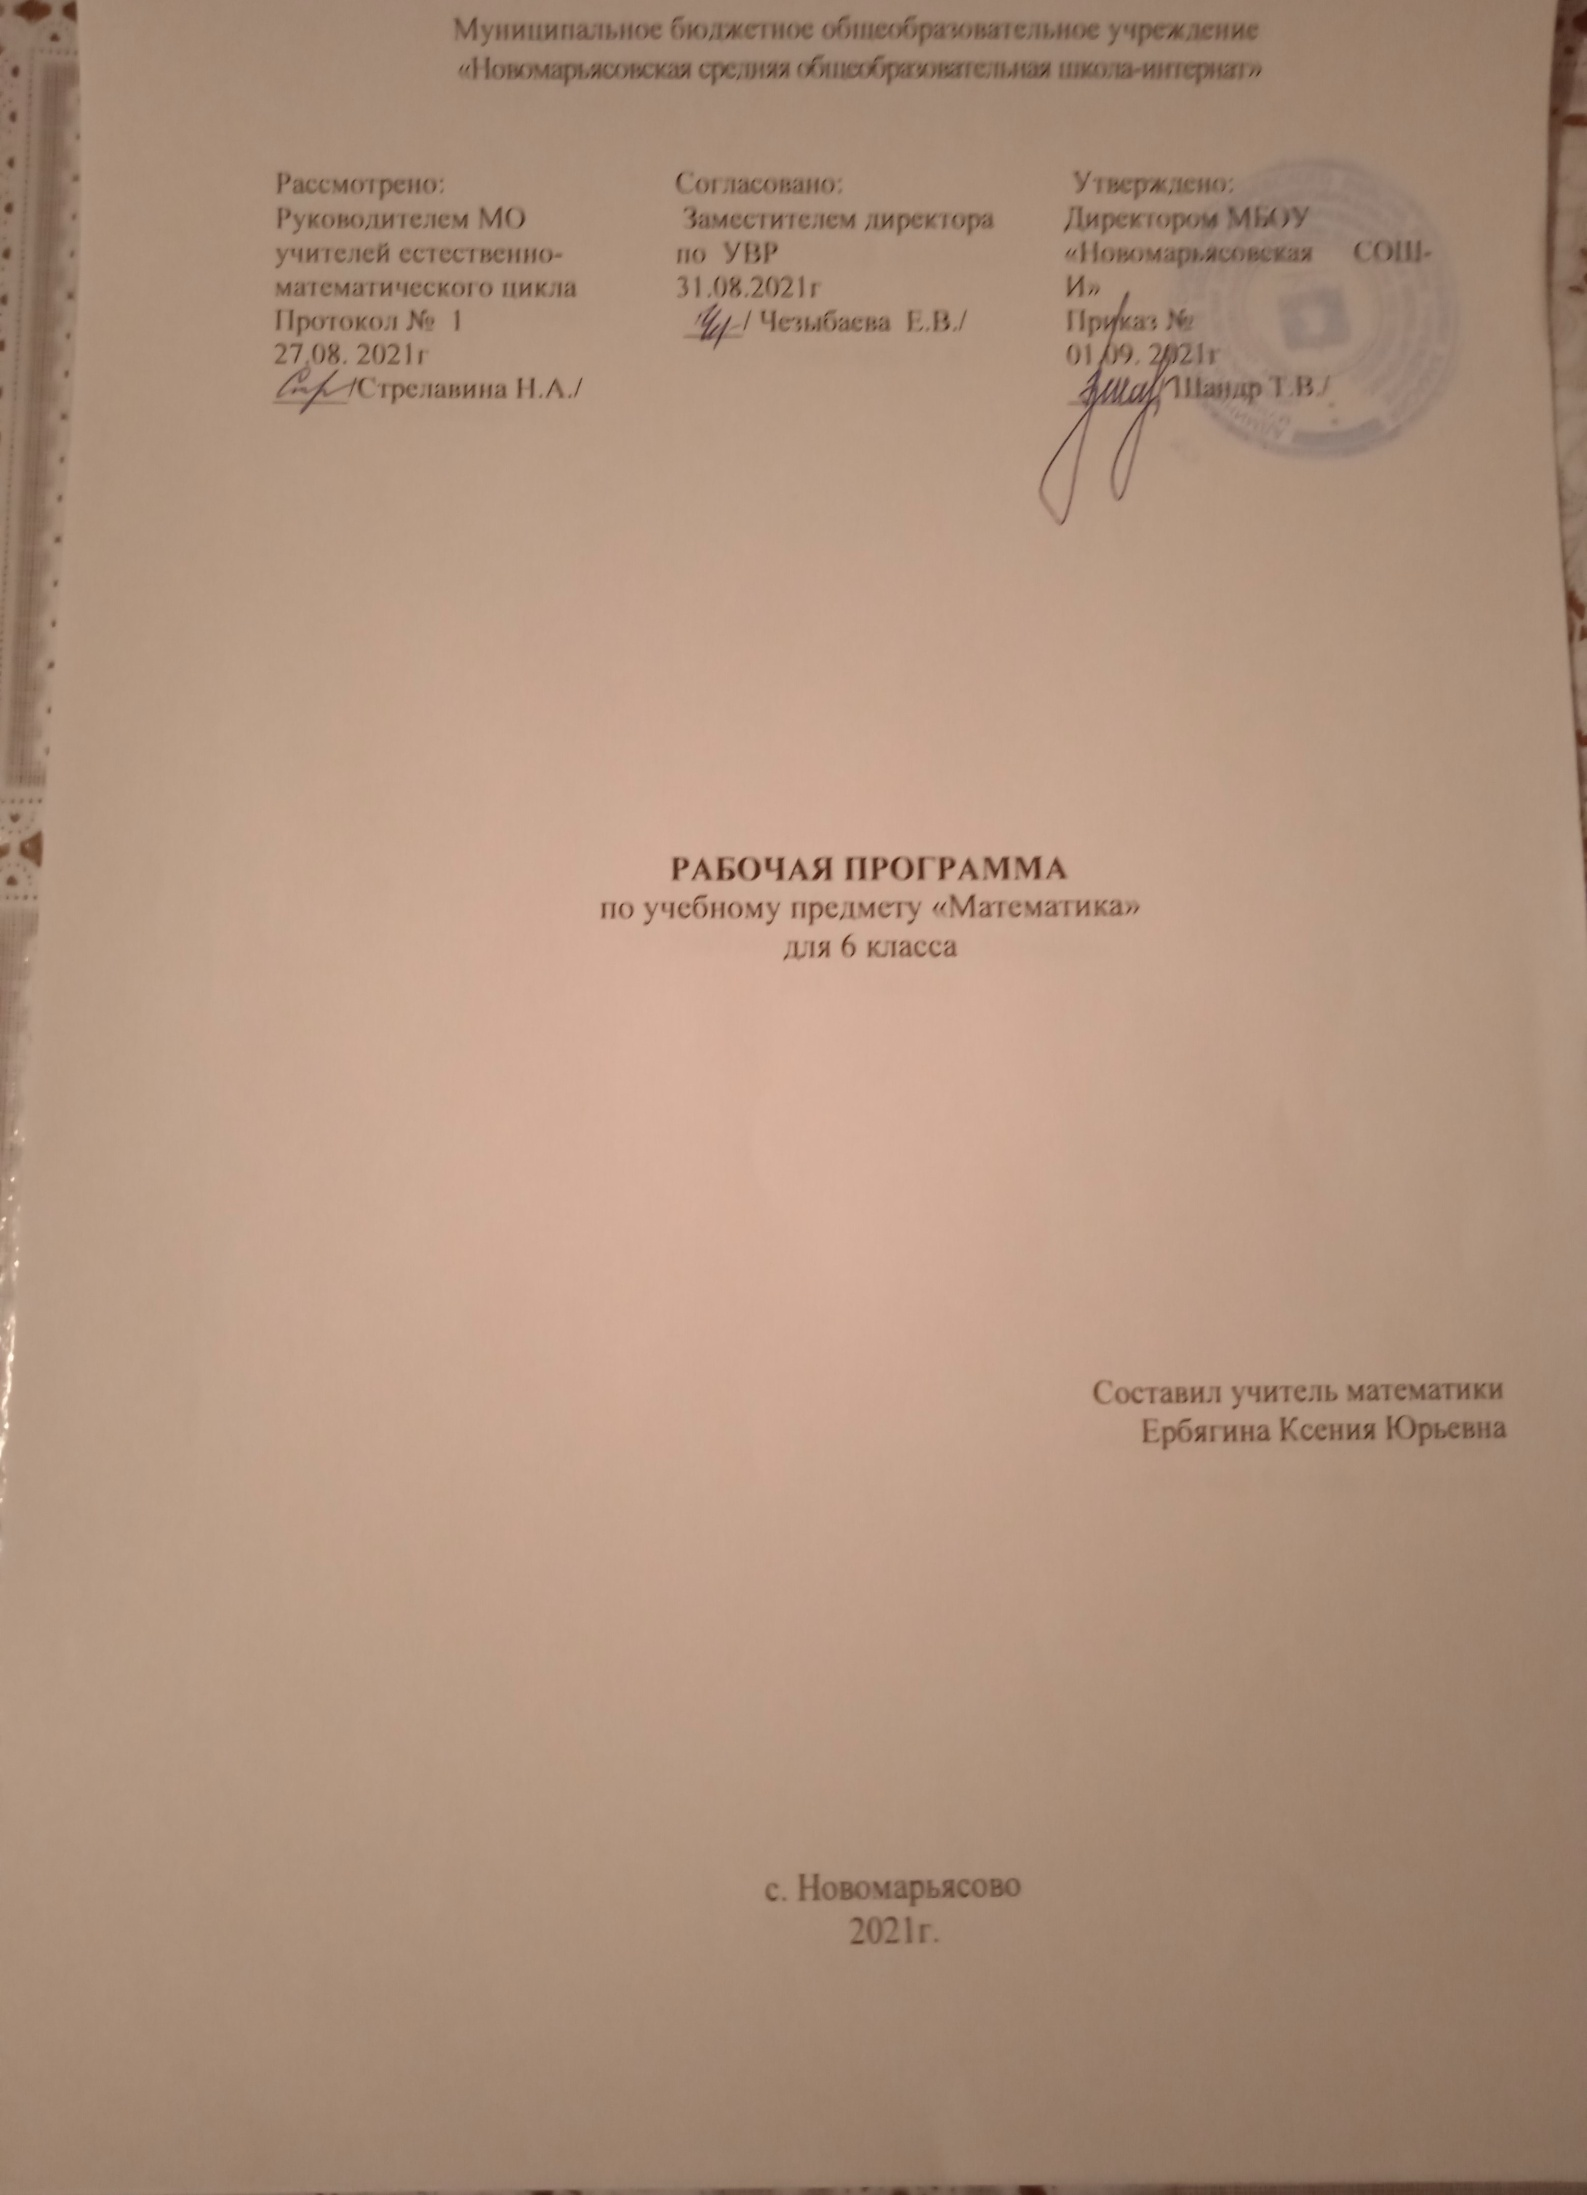 Муниципальное бюджетное общеобразовательное учреждение
«Новомарьясовская средняя общеобразовательная школа-интернат»
Рассмотрено:
Руководителем МО
учителей естественно-
математического цикла
Протокол № 1
27.08. 2021г
/Стрелавина Н.А./
Согласовано:
Заместителем директора
по УВР
31.08.2021г
/ Чезыбаева Е.В./
Утверждено:
Директором МБОУ
«Новомарьясовская СОШ-
И»
Приказ №
01.09. 2021г
/Шандр Т.В./
РАБОЧАЯ ПРОГРАММА
по учебному предмету «Математика»
для 6 класса
Составил учитель математики
Ербягина Ксения Юрьевна
с. Новомарьясово
2021г.